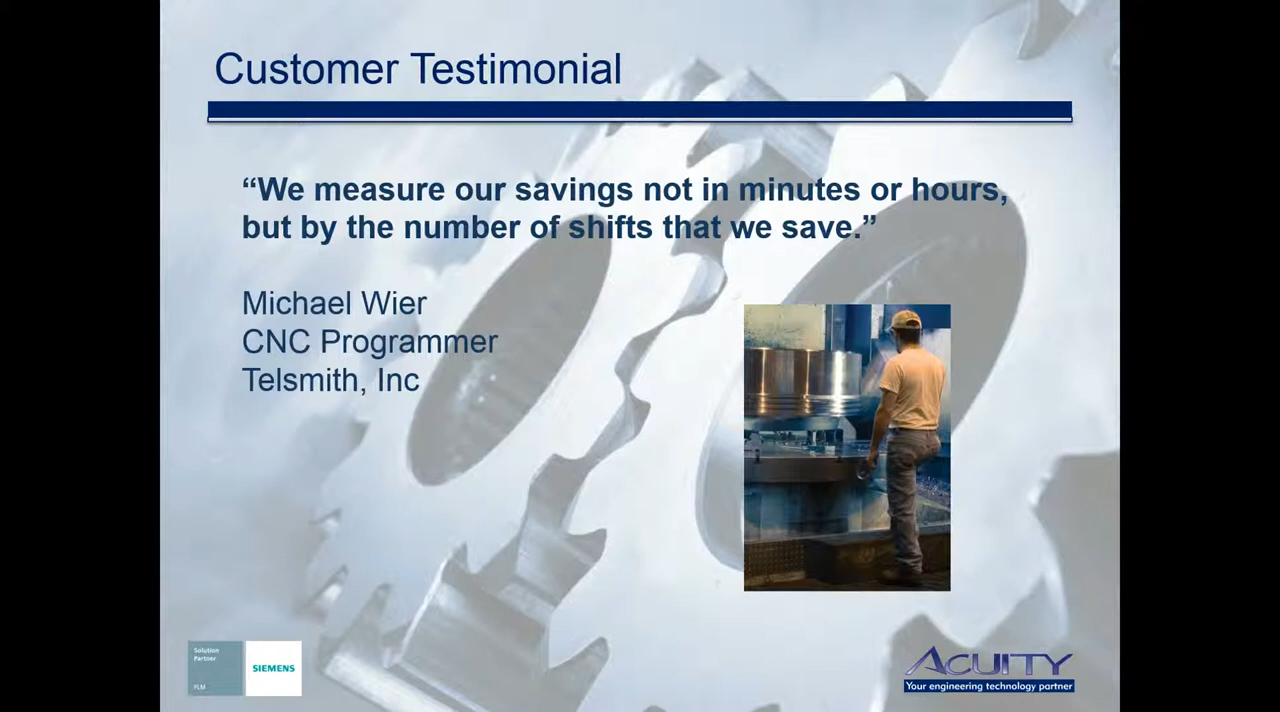 Customer Testimonial
“We measure our savings not in minutes or hours,
but by the number of shifts that we save.”
Michael Wier
CNC Programmer
Telsmith, Inc
Solution
Partner
PLM
SIEMENS
ACUITY
Your engineering technology partner